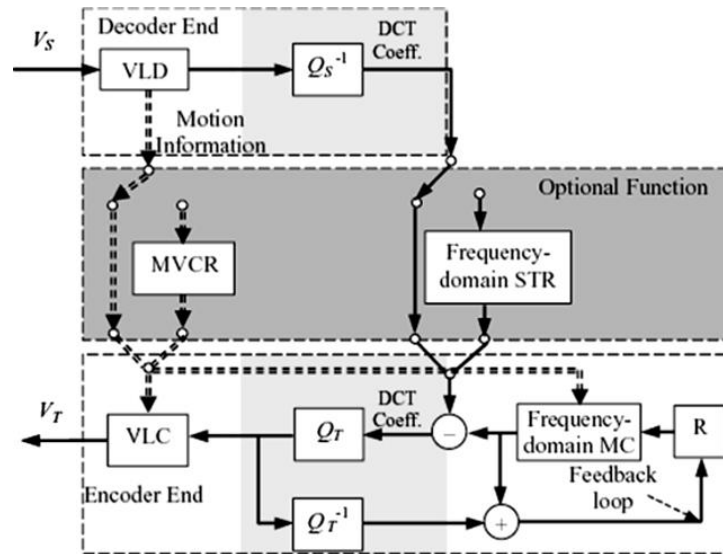 Decoder End
DCT
Coeff.
V_S
VLD
Q_S^-1
Motion
Information
Optional Function
MVCR
Frequency-
domain STR
V_T
VLC
DCT
Coeff.
Q_T
−
Frequency-
domain MC
R
Encoder End
Q_T^-1
+
Feedback
loop